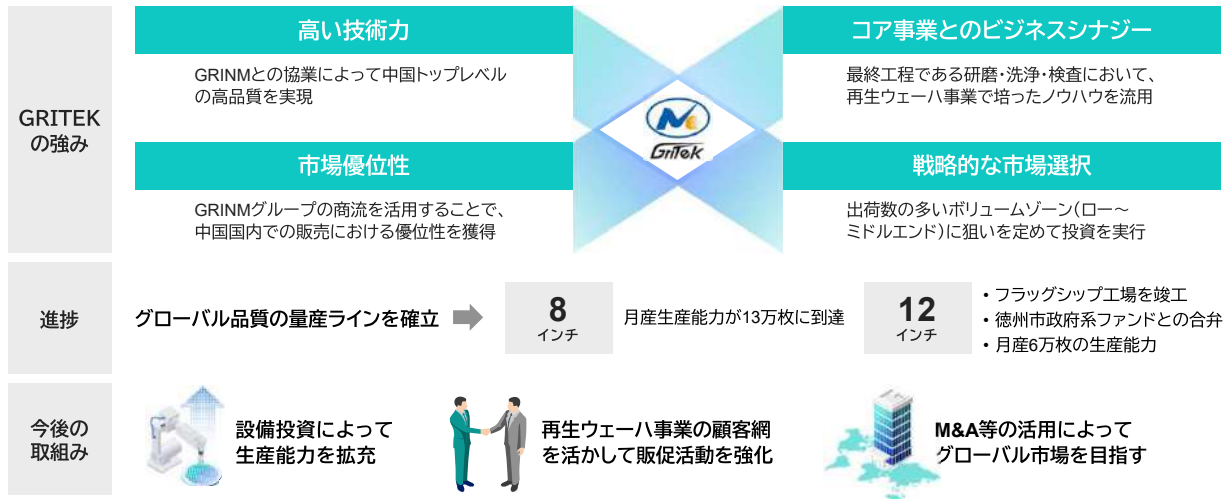 GRITEK
の強み
高い技術力
GRINMとの協業によって中国トップレベル
の高品質を実現
コア事業とのビジネスシナジー
最終工程である研磨・洗浄・検査において、
再生ウェーハ事業で培ったノウハウを流用
GriTek
市場優位性
GRINMグループの商流を活用することで、
中国国内での販売における優位性を獲得
戦略的な市場選択
出荷数の多いボリュームゾーン（ロー～
ミドルエンド）に狙いを定めて投資を実行
進捗
グローバル品質の量産ラインを確立
8
インチ
月産生産能力が13万枚に到達
12
インチ
・フラッグシップ工場を竣工
・徳州市政府系ファンドとの合弁
・月産6万枚の生産能力
今後の
取組み
設備投資によって
生産能力を拡充
再生ウェーハ事業の顧客網
を活かして販促活動を強化
M&A等の活用によって
グローバル市場を目指す